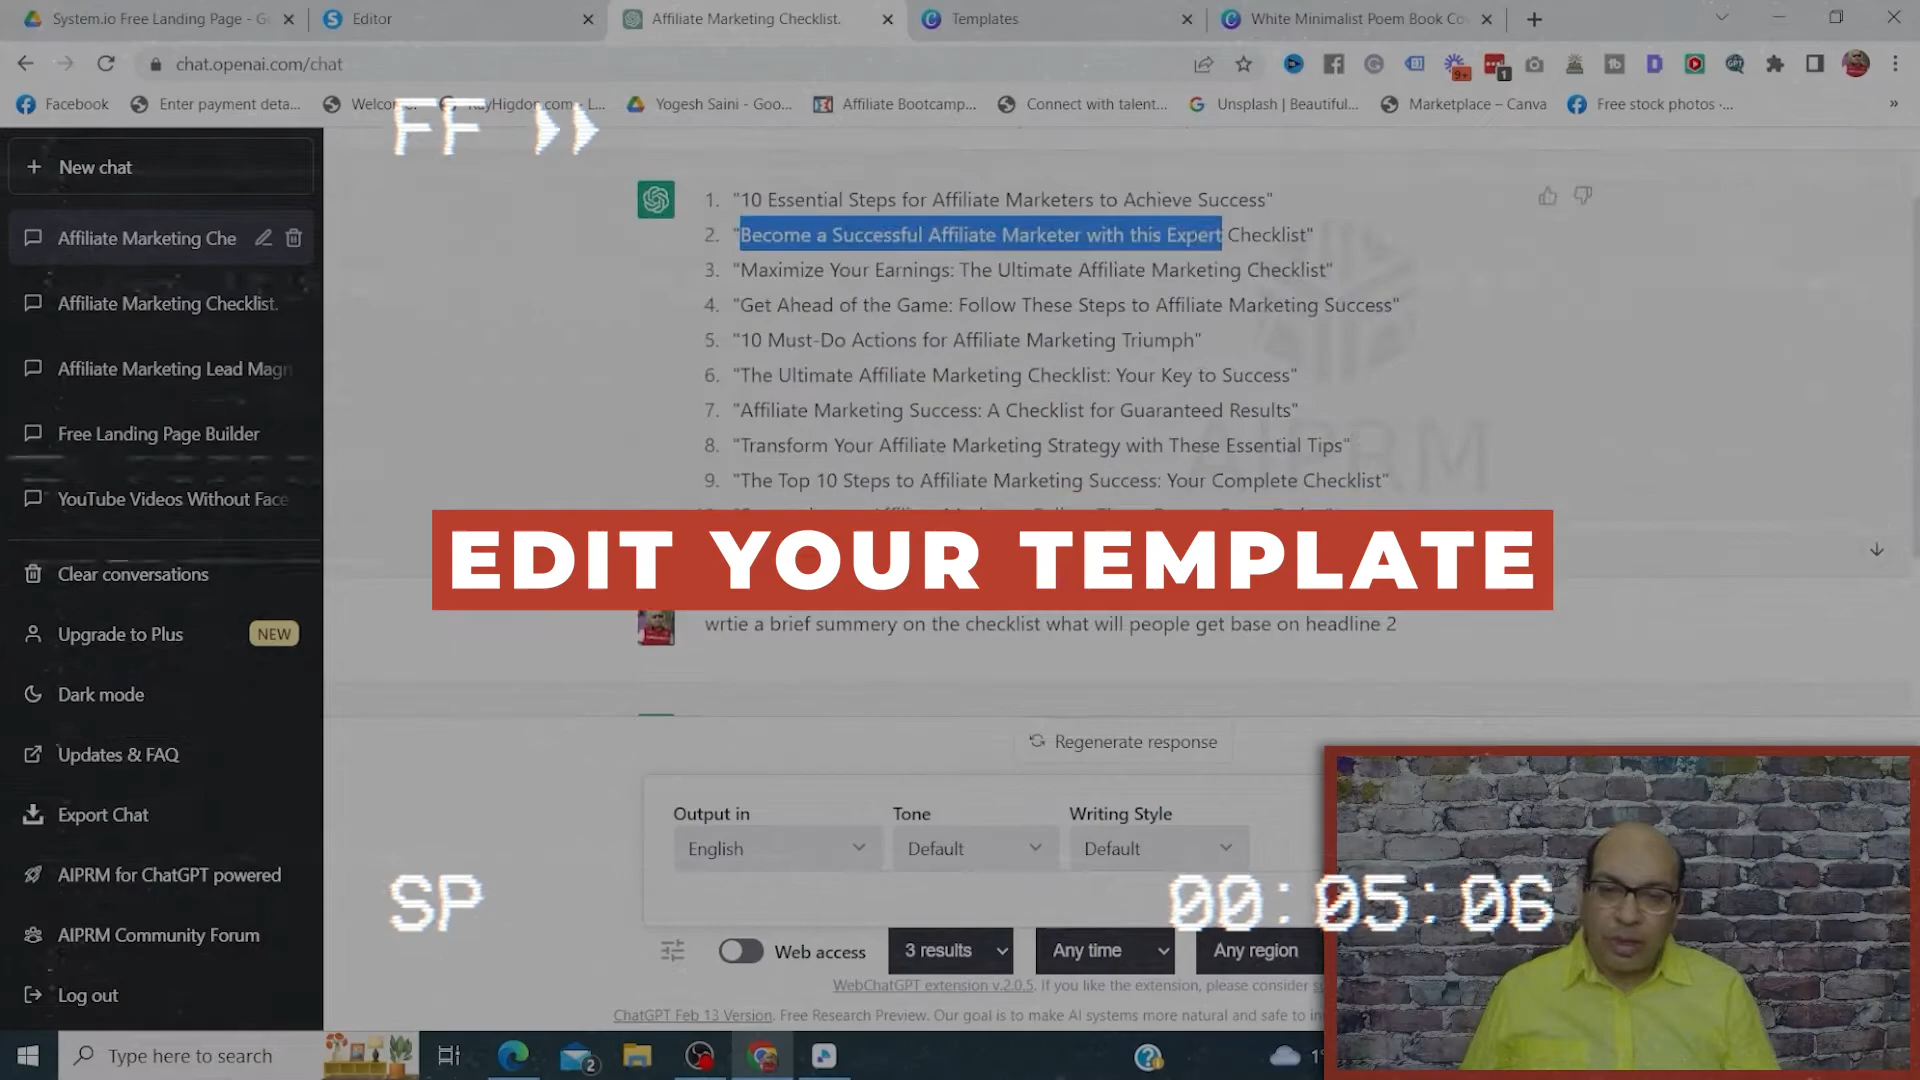 System.io Free Landing Page - Go
Editor
Affiliate Marketing Checklist.
Templates
White Minimalist Poem Book Co
chat.openai.com/chat
9+
1
Facebook
Enter payment deta...
Welco
KayHigdon.com - L...
Yogesh Saini - Goo...
Affiliate Bootcamp...
Connect with talent...
Unsplash | Beautiful...
Marketplace – Canva
Free stock photos -...
»
FF
New chat
Affiliate Marketing Che
Affiliate Marketing Checklist.
Affiliate Marketing Lead Magn
Free Landing Page Builder
YouTube Videos Without Face
Clear conversations
Upgrade to Plus
NEW
Dark mode
Updates & FAQ
Export Chat
AIPRM for ChatGPT powered
AIPRM Community Forum
Log out
1. "10 Essential Steps for Affiliate Marketers to Achieve Success"
2. "Become a Successful Affiliate Marketer with this Expert Checklist"
3. "Maximize Your Earnings: The Ultimate Affiliate Marketing Checklist"
4. "Get Ahead of the Game: Follow These Steps to Affiliate Marketing Success"
5. "10 Must-Do Actions for Affiliate Marketing Triumph"
6. "The Ultimate Affiliate Marketing Checklist: Your Key to Success"
7. "Affiliate Marketing Success: A Checklist for Guaranteed Results"
8. "Transform Your Affiliate Marketing Strategy with These Essential Tips"
9. "The Top 10 Steps to Affiliate Marketing Success: Your Complete Checklist"
AIPRM
EDIT YOUR TEMPLATE
wrtie a brief summery on the checklist what will people get base on headline 2
Regenerate response
Output in
Tone
Writing Style
English
Default
Default
SP
00:05:06
Web access
3 results
Any time
Any region
WebChatGPT extension v.2.0.5. If you like the extension, please consider
ChatGPT Feb 13 Version. Free Research Preview. Our goal is to make AI systems more natural and safe to in
Type here to search
2